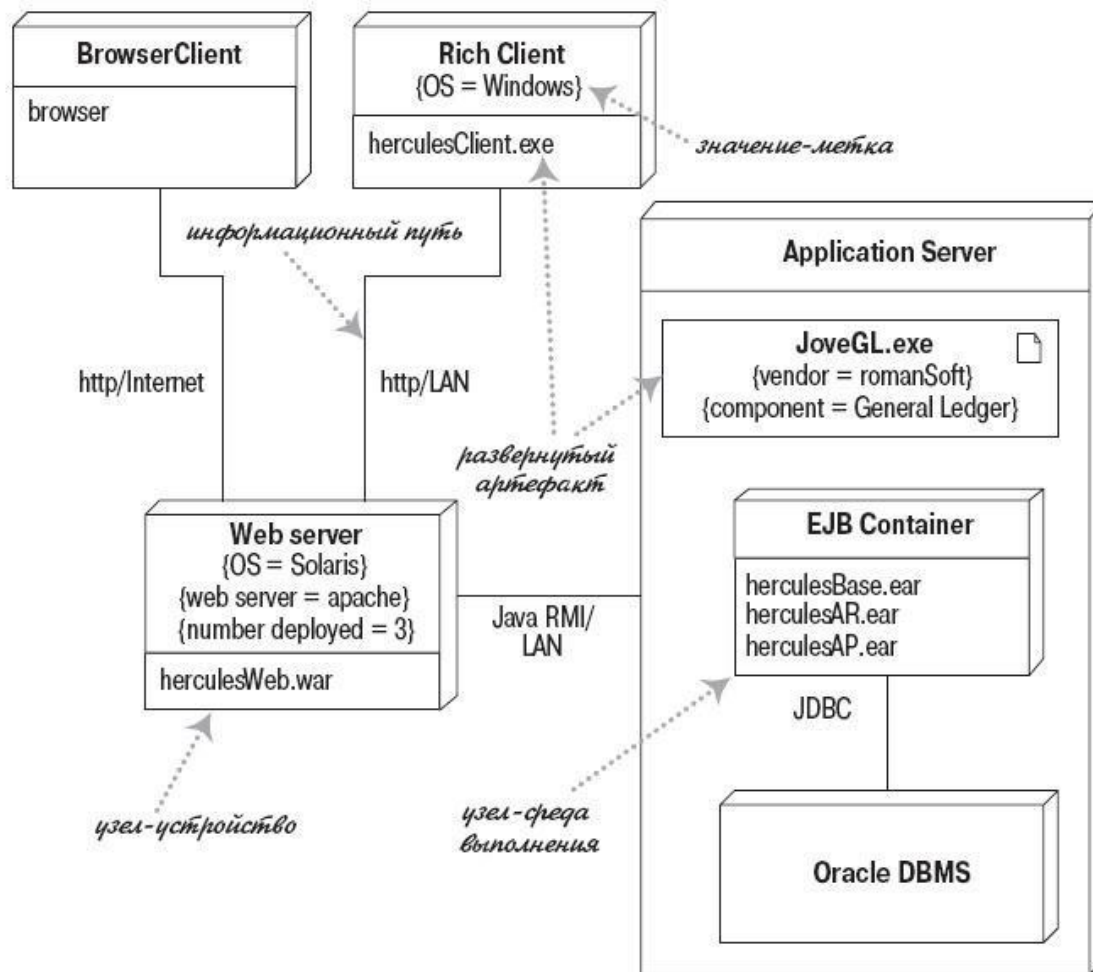 BrowserClient
browser
Rich Client
{OS = Windows}
herculesClient.exe
значение-метка
информационный путь
http/Internet
http/LAN
развернутый
артефакт
Application Server
JoveGL.exe
{vendor = romanSoft}
{component = General Ledger}
Web server
{OS = Solaris}
{web server = apache}
{number deployed = 3}
herculesWeb.war
Java RMI/
LAN
EJB Container
herculesBase.ear
herculesAR.ear
herculesAP.ear
JDBC
узел-устройство
узел-среда
выполнения
Oracle DBMS